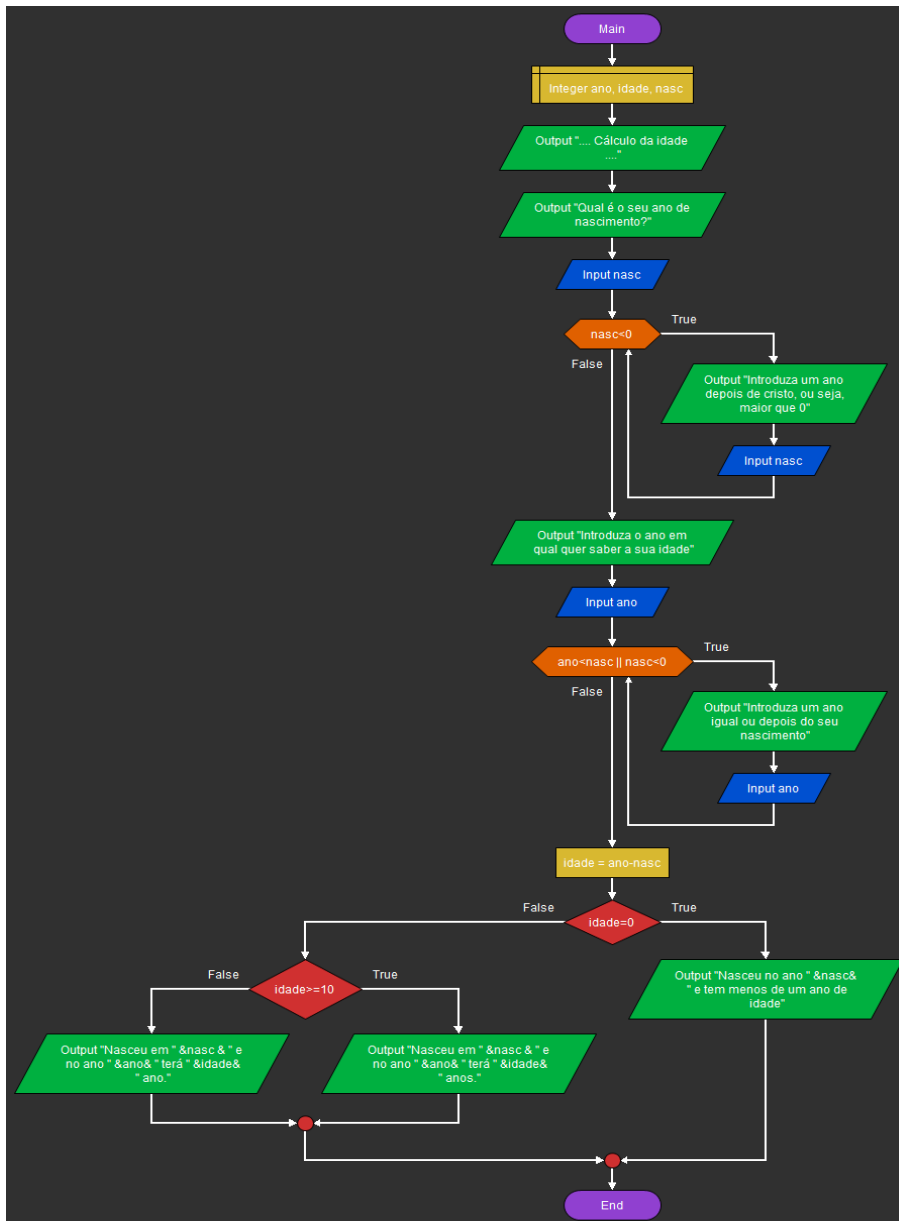 Main
Integer ano, idade, nasc
Output ".... Cálculo da idade
...."
Output "Qual é o seu ano de
nascimento?"
Input nasc
nasc<0
True
False
Output "Introduza um ano
depois de cristo, ou seja,
maior que 0"
Input nasc
Output "Introduza o ano em
qual quer saber a sua idade"
Input ano
ano<nasc || nasc<0
True
False
Output "Introduza um ano
igual ou depois do seu
nascimento"
Input ano
idade = ano-nasc
False
idade=0
True
False
idade>=10
True
Output "Nasceu no ano " &nasc&
" e tem menos de um ano de
idade"
Output "Nasceu em " &nasc & " e
no ano " &ano& " terá " &idade&
" ano."
Output "Nasceu em " &nasc & " e
no ano " &ano& " terá " &idade&
" anos."
End